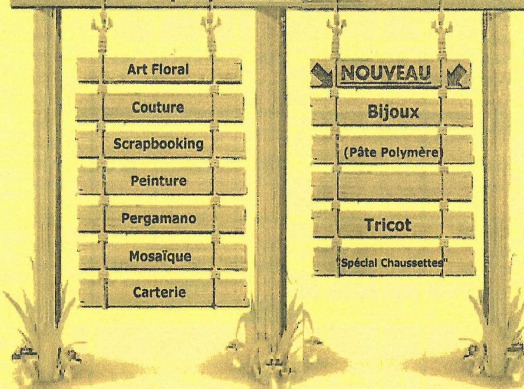 Art Floral
Couture
Scrapbooking
Peinture
Pergamano
Mosaïque
Carterie
NOUVEAU
Bijoux
(Pâte Polymère)
Tricot
"Spécial Chaussettes"